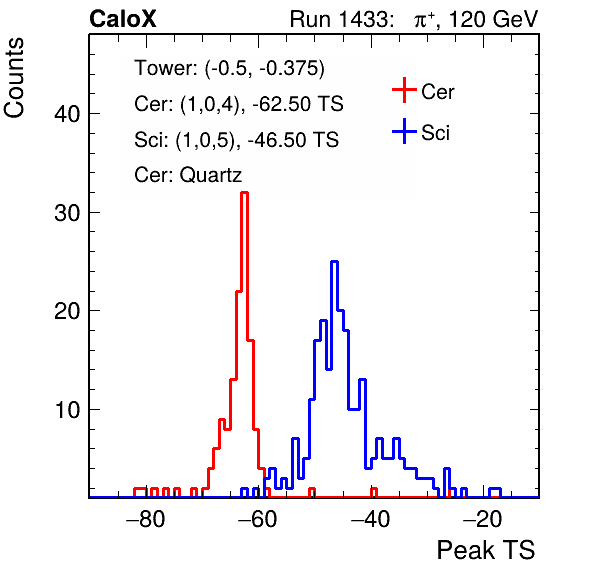 CaloX Run 1433: π⁺, 120 GeV
Counts
Tower: (-0.5, -0.375)
Cer: (1,0,4), -62.50 TS
Sci: (1,0,5), -46.50 TS
Cer: Quartz
Cer
Sci
40
30
20
10
−80 −60 −40 −20
Peak TS